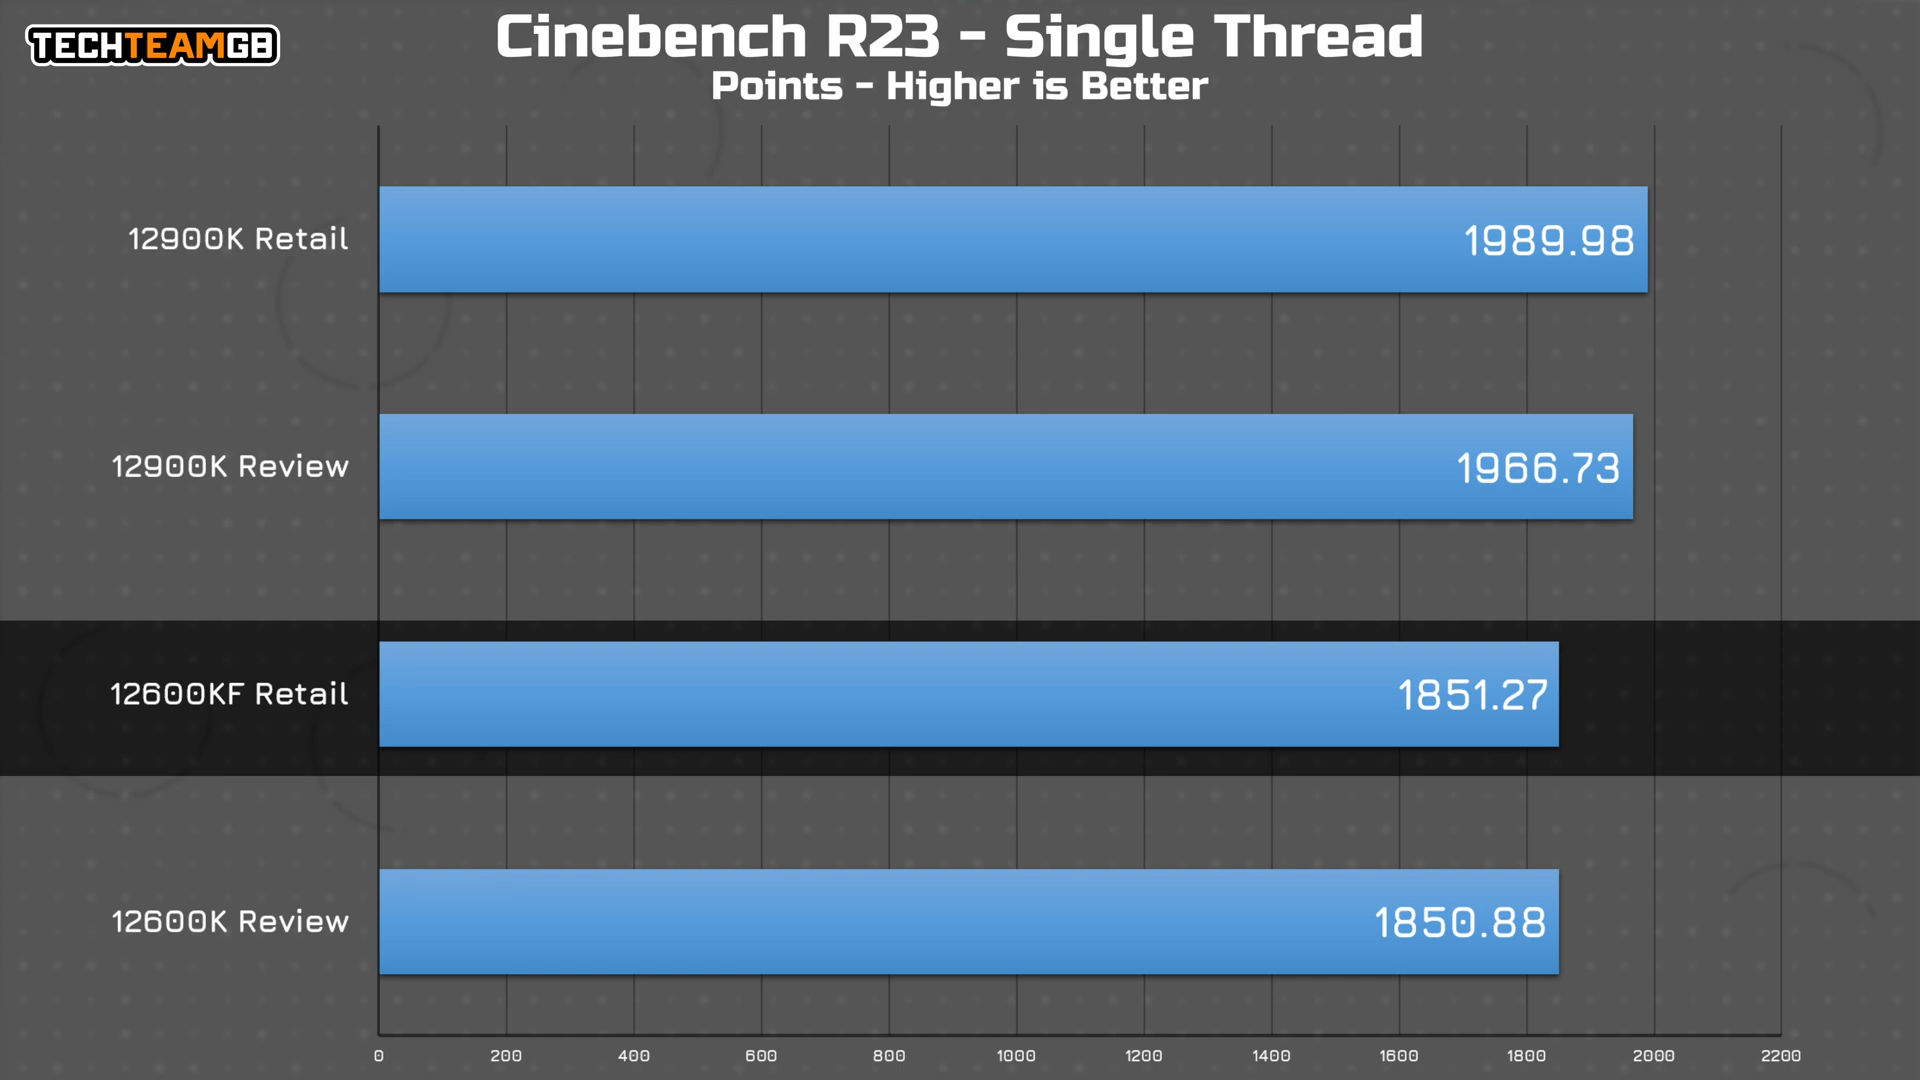 TECHTEAMGB
Cinebench R23 - Single Thread
Points - Higher is Better
12900K Retail
1989.98
12900K Review
1966.73
12600KF Retail
1851.27
12600K Review
1850.88
0 200 400 600 800 1000 1200 1400 1600 1800 2000 2200